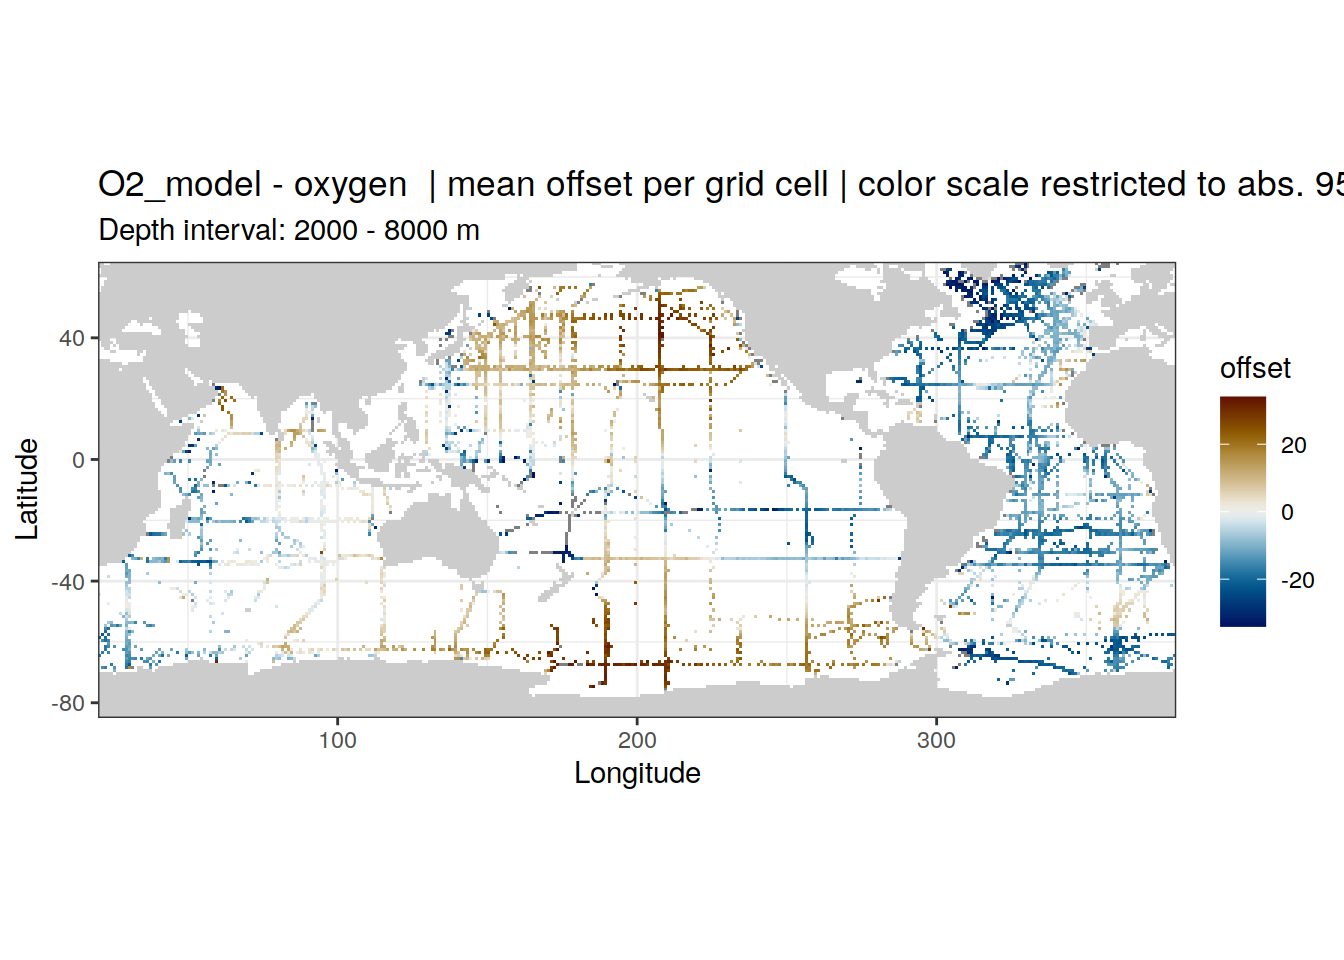 O2_model - oxygen  | mean offset per grid cell | color scale restricted to abs. 95
Depth interval: 2000 - 8000 m
40
0
-40
-80
Latitude
100
200
300
Longitude
offset
20
0
-20